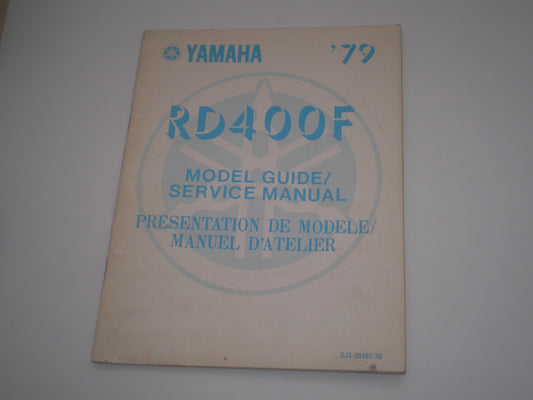 YAMAHA '79
RD400F
MODEL GUIDE/
SERVICE MANUAL
PRESENTATION DE MODELE/
MANUEL D'ATELIER